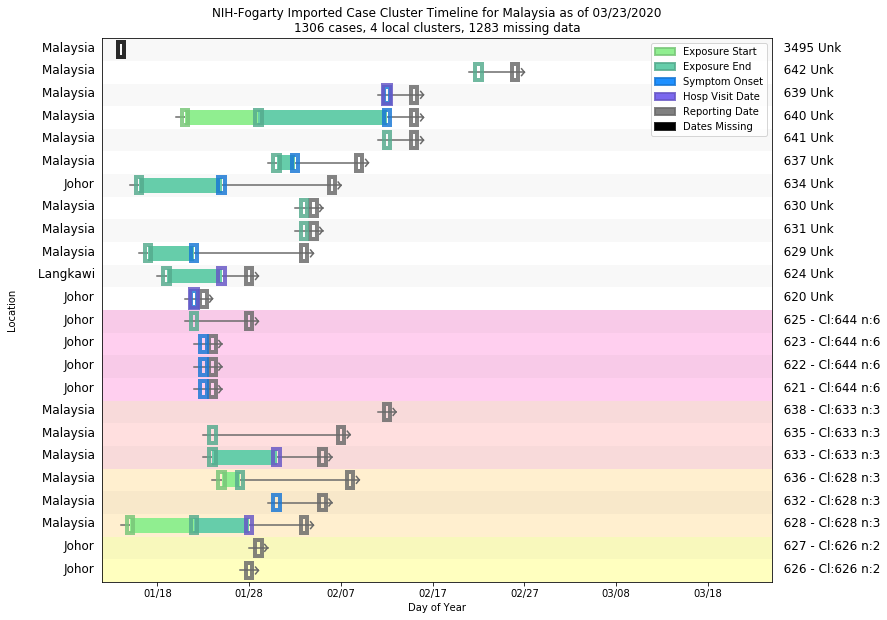 NIH-Fogarty Imported Case Cluster Timeline for Malaysia as of 03/23/2020
1306 cases, 4 local clusters, 1283 missing data
Exposure Start
Exposure End
Symptom Onset
Hosp Visit Date
Reporting Date
Dates Missing
Location
Malaysia 3495 Unk
Malaysia 642 Unk
Malaysia 639 Unk
Malaysia 640 Unk
Malaysia 641 Unk
Malaysia 637 Unk
Johor 634 Unk
Malaysia 630 Unk
Malaysia 631 Unk
Malaysia 629 Unk
Langkawi 624 Unk
Johor 620 Unk
Johor 625 - Cl:644 n:6
Johor 623 - Cl:644 n:6
Johor 622 - Cl:644 n:6
Johor 621 - Cl:644 n:6
Malaysia 638 - Cl:633 n:3
Malaysia 635 - Cl:633 n:3
Malaysia 633 - Cl:633 n:3
Malaysia 636 - Cl:628 n:3
Malaysia 632 - Cl:628 n:3
Malaysia 628 - Cl:628 n:3
Johor 627 - Cl:626 n:2
Johor 626 - Cl:626 n:2
01/18 01/28 02/07 02/17 02/27 03/08 03/18
Day of Year